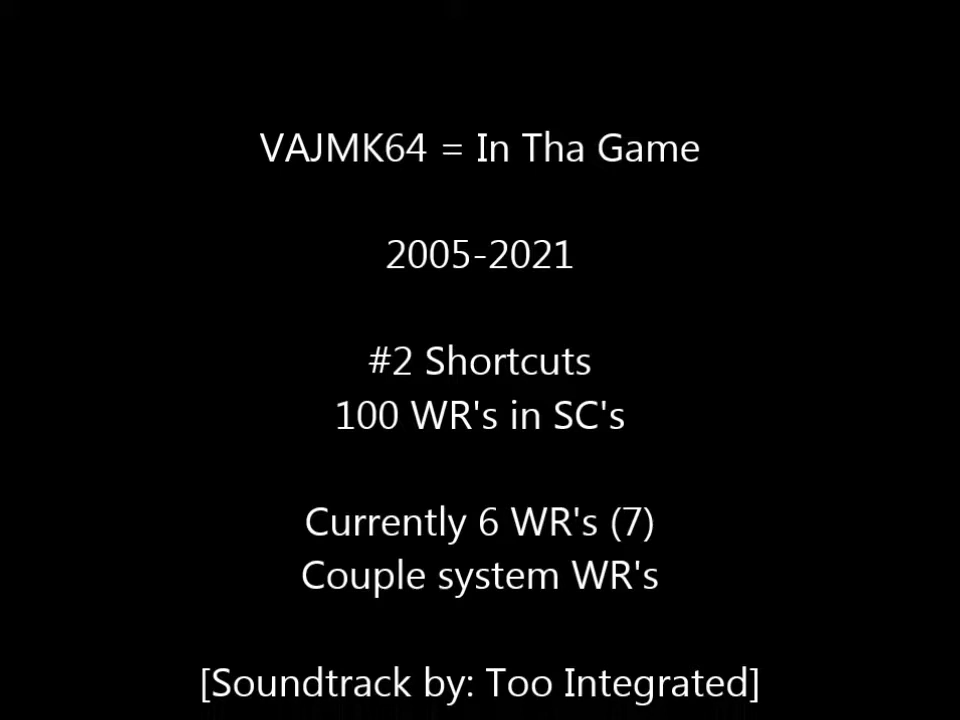 VAJMK64 = In Tha Game
2005-2021
#2 Shortcuts
100 WR's in SC's
Currently 6 WR's (7)
Couple system WR's
[Soundtrack by: Too Integrated]